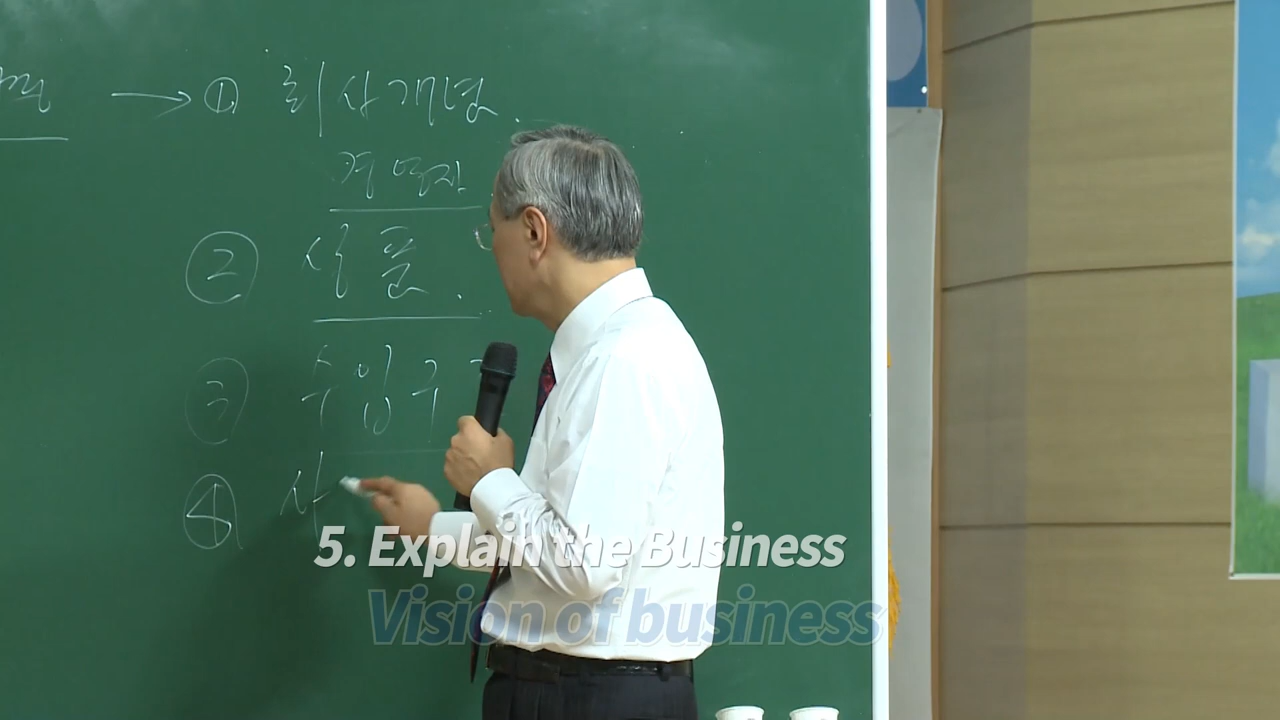 → ① 회사개념.
경영자
② 상품.
③ 수입구
④ 사
5. Explain the Business
Vision of business